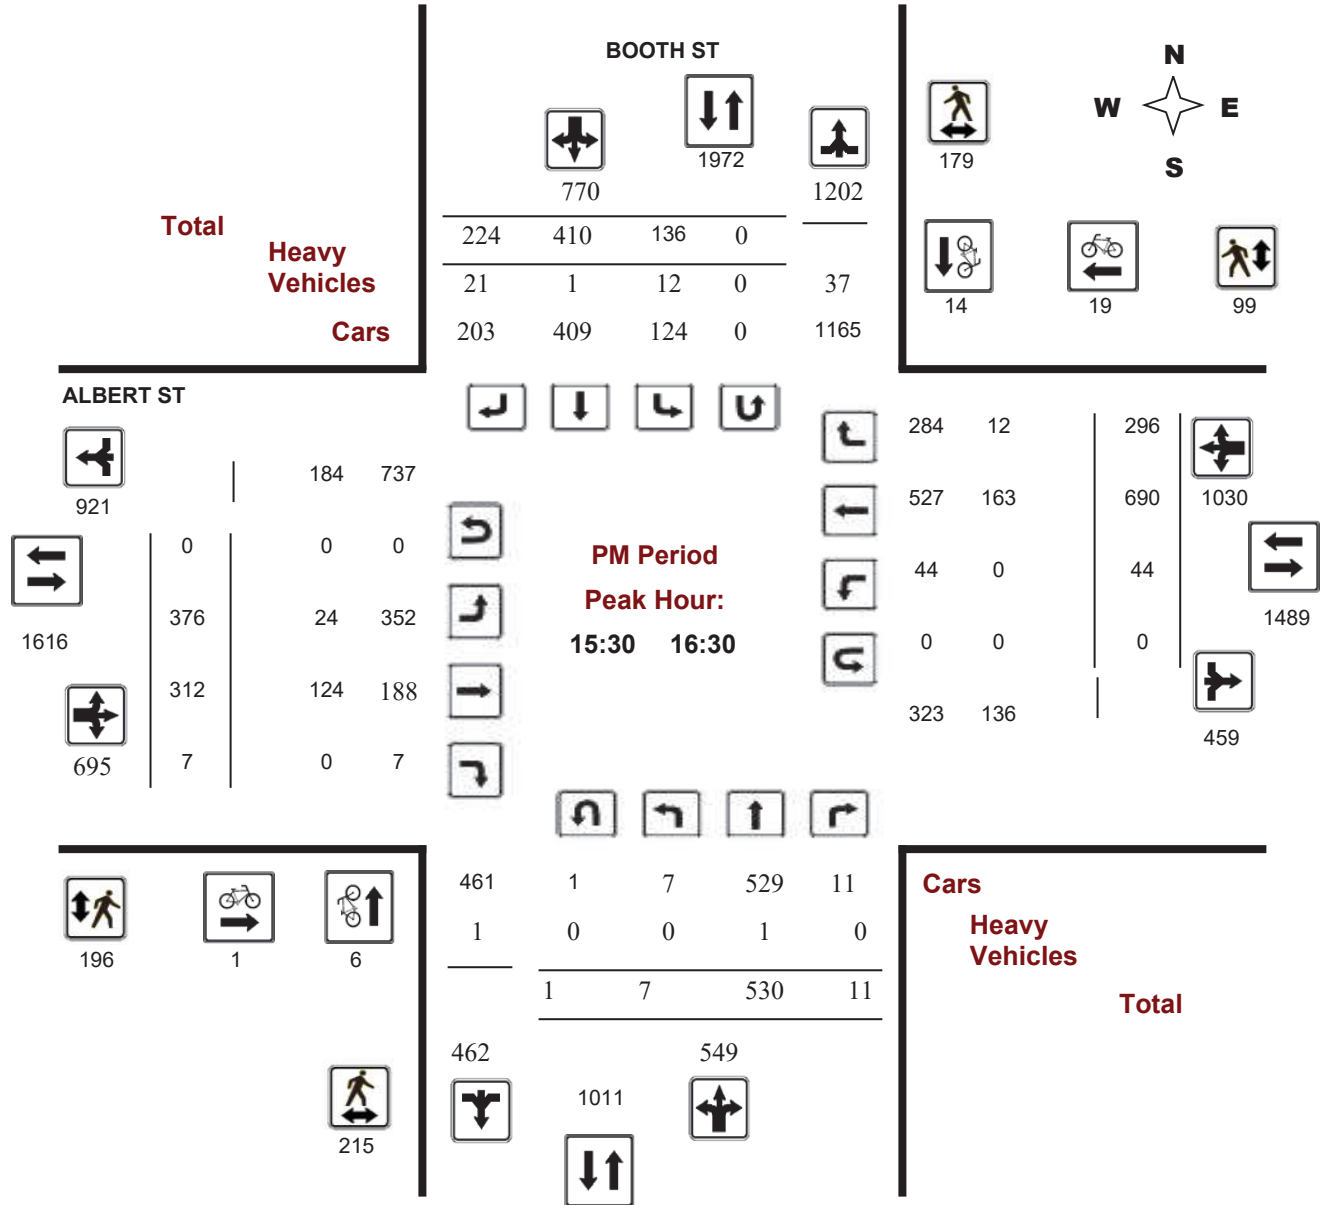 BOOTH ST
N
W E
S
1972
179
770 1202
Total
224 410 136 0
Heavy
Vehicles
21 1 12 0 37
14 19 99
Cars
203 409 124 0 1165
ALBERT ST
284 12 296
184 737
921
527 163 690 1030
0 0 0
PM Period
44 0 44
Peak Hour:
376 24 352
1489
1616
15:30 16:30
0 0 0
312 124 188
323 136
459
695 7 0 7
461 1 7 529 11
Cars
1 0 0 1 0
Heavy
Vehicles
196 1 6
1 7 530 11
Total
462 549
1011
215